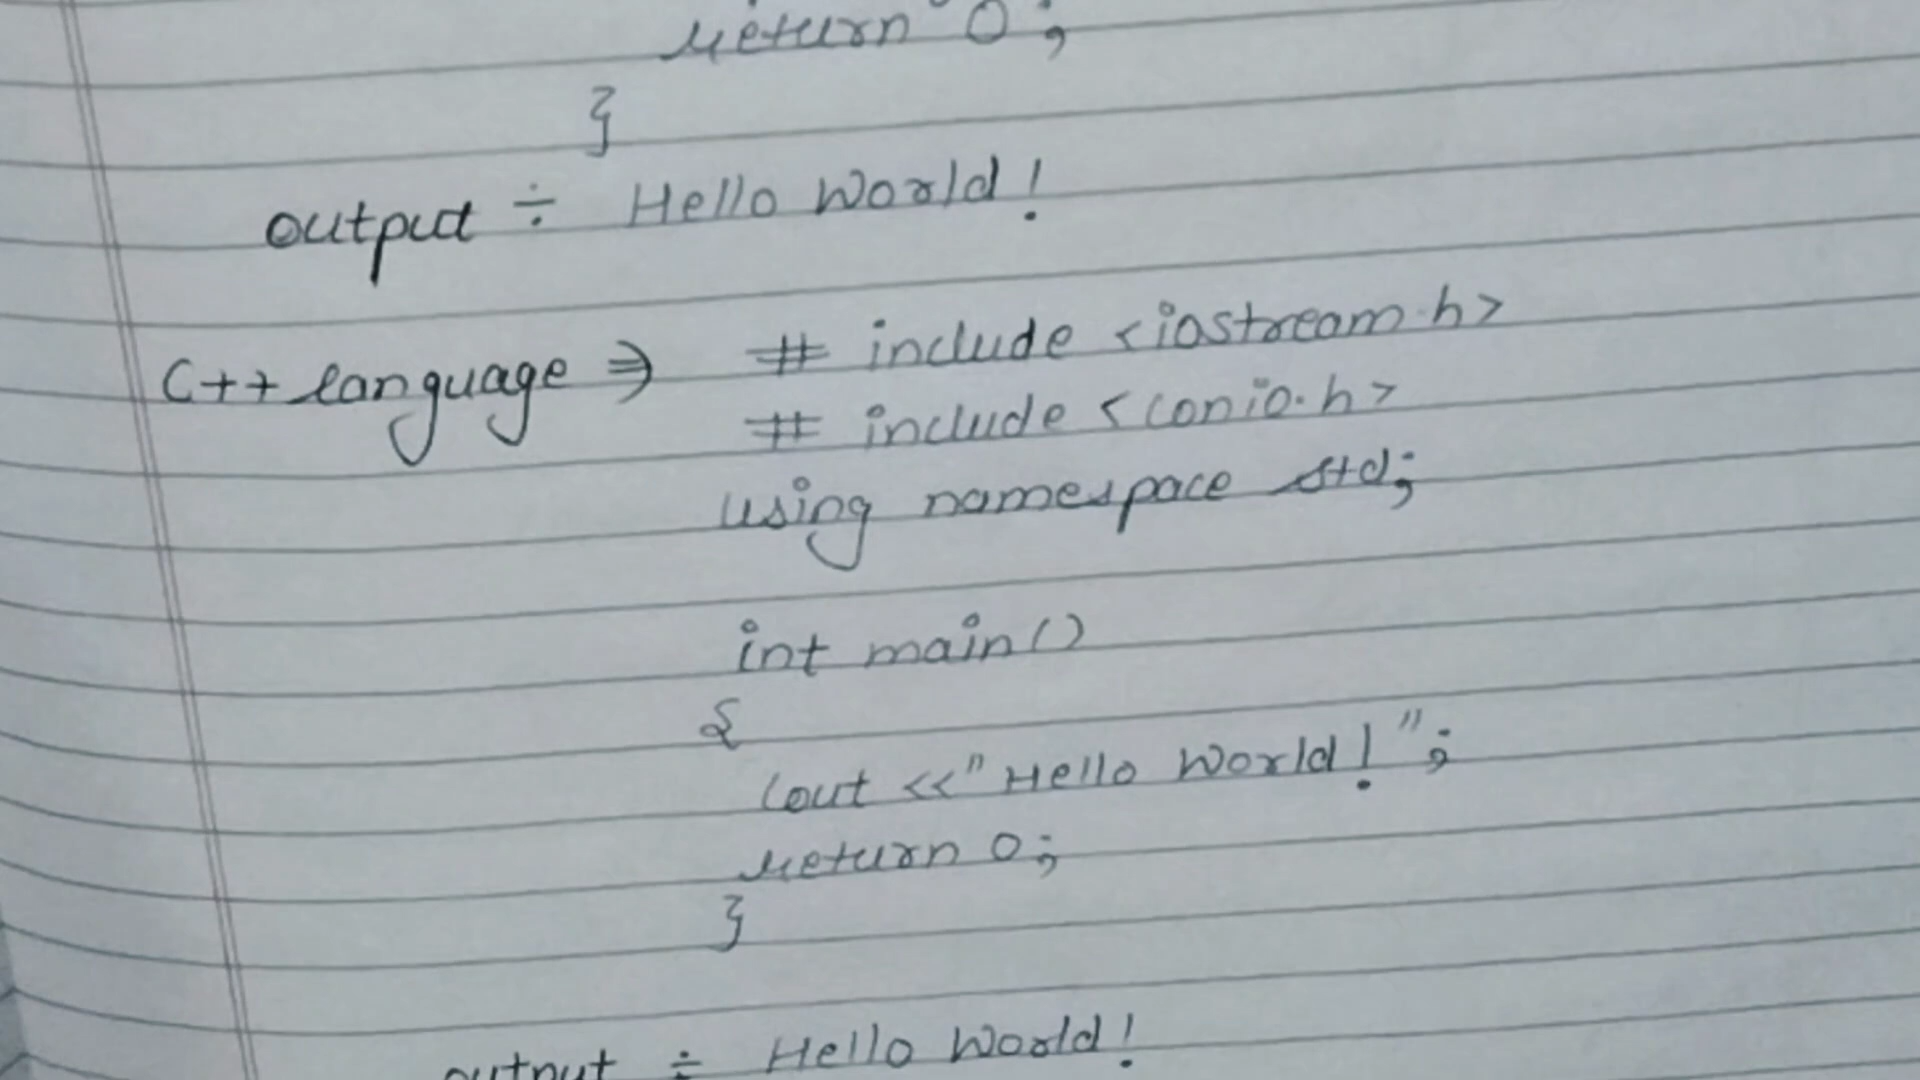 return 0;
}
output ÷ Hello World!
C++ language ⇒ # include <iostream.h>
# include <conio.h>
using namespace std;
int main()
{
cout <<"Hello World!";
return 0;
}
output ÷ Hello World!